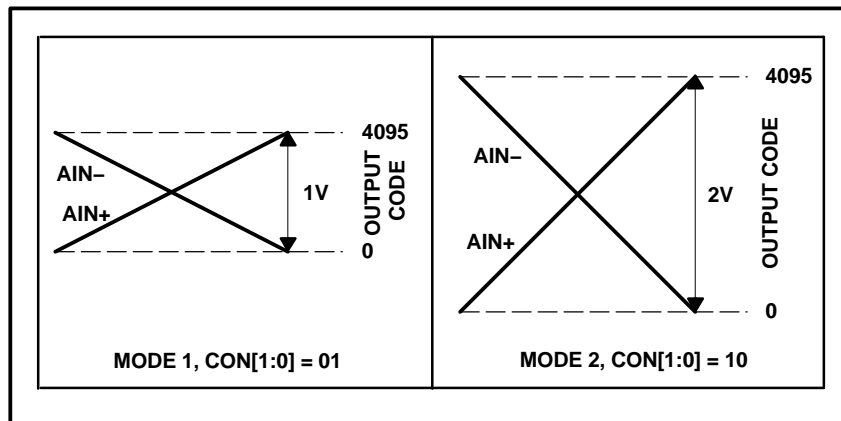 4095
AIN–
AIN+
1V
OUTPUT
CODE
0
MODE 1, CON[1:0] = 01
4095
AIN–
AIN+
2V
OUTPUT CODE
0
MODE 2, CON[1:0] = 10